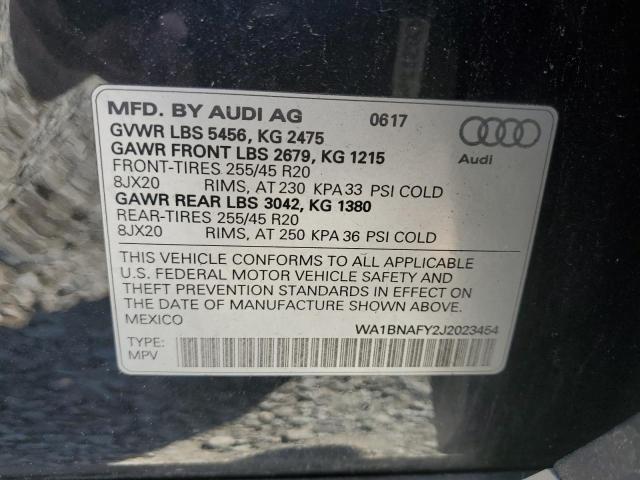 MFD. BY AUDI AG 0617
GVWR LBS 5456, KG 2475
GAWR FRONT LBS 2679, KG 1215
FRONT-TIRES 255/45 R20
8JX20 RIMS, AT 230 KPA 33 PSI COLD
GAWR REAR LBS 3042, KG 1380
REAR-TIRES 255/45 R20
8JX20 RIMS, AT 250 KPA 36 PSI COLD
Audi
THIS VEHICLE CONFORMS TO ALL APPLICABLE
U.S. FEDERAL MOTOR VEHICLE SAFETY AND
THEFT PREVENTION STANDARDS IN EFFECT ON
THE DATE OF MANUFACTURE SHOWN ABOVE.
MEXICO
WA1BNAFY2J2023454
TYPE:
MPV